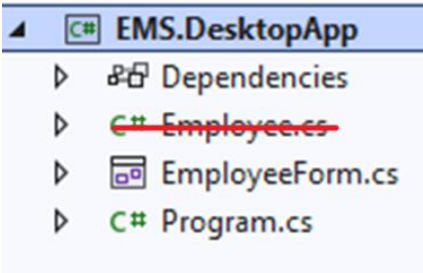 C# EMS.DesktopApp
Dependencies
C# Employee.cs
EmployeeForm.cs
C# Program.cs